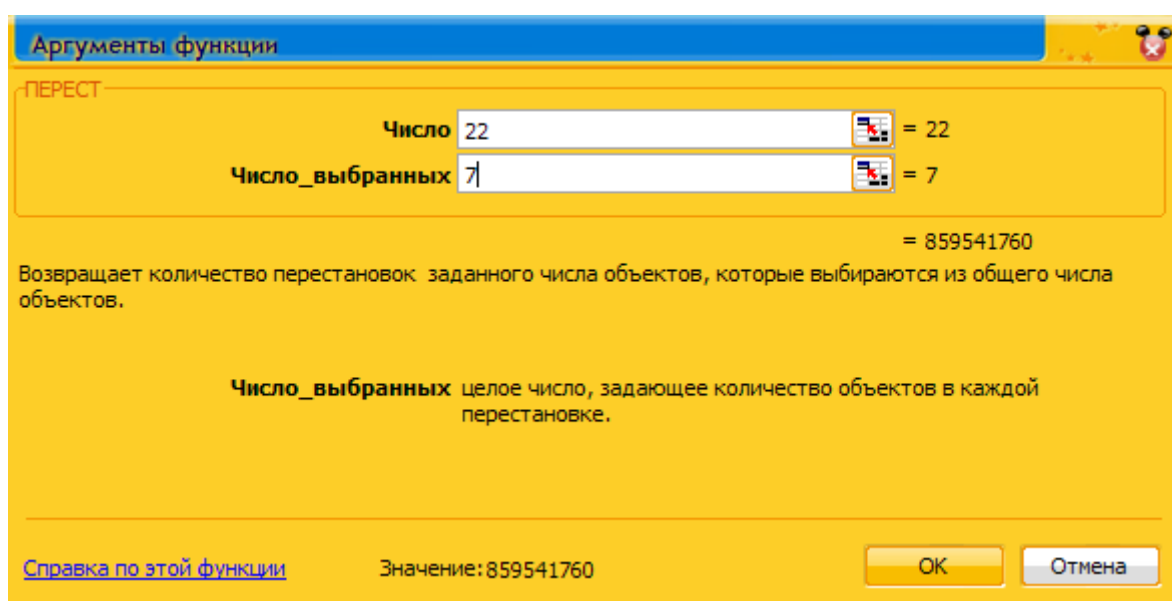 Аргументы функции
ПЕРЕСТ
Число 22 = 22
Число_выбранных 7 = 7
= 859541760
Возвращает количество перестановок заданного числа объектов, которые выбираются из общего числа
объектов.
Число_выбранных целое число, задающее количество объектов в каждой
перестановке.
Справка по этой функции Значение:859541760 ОК Отмена